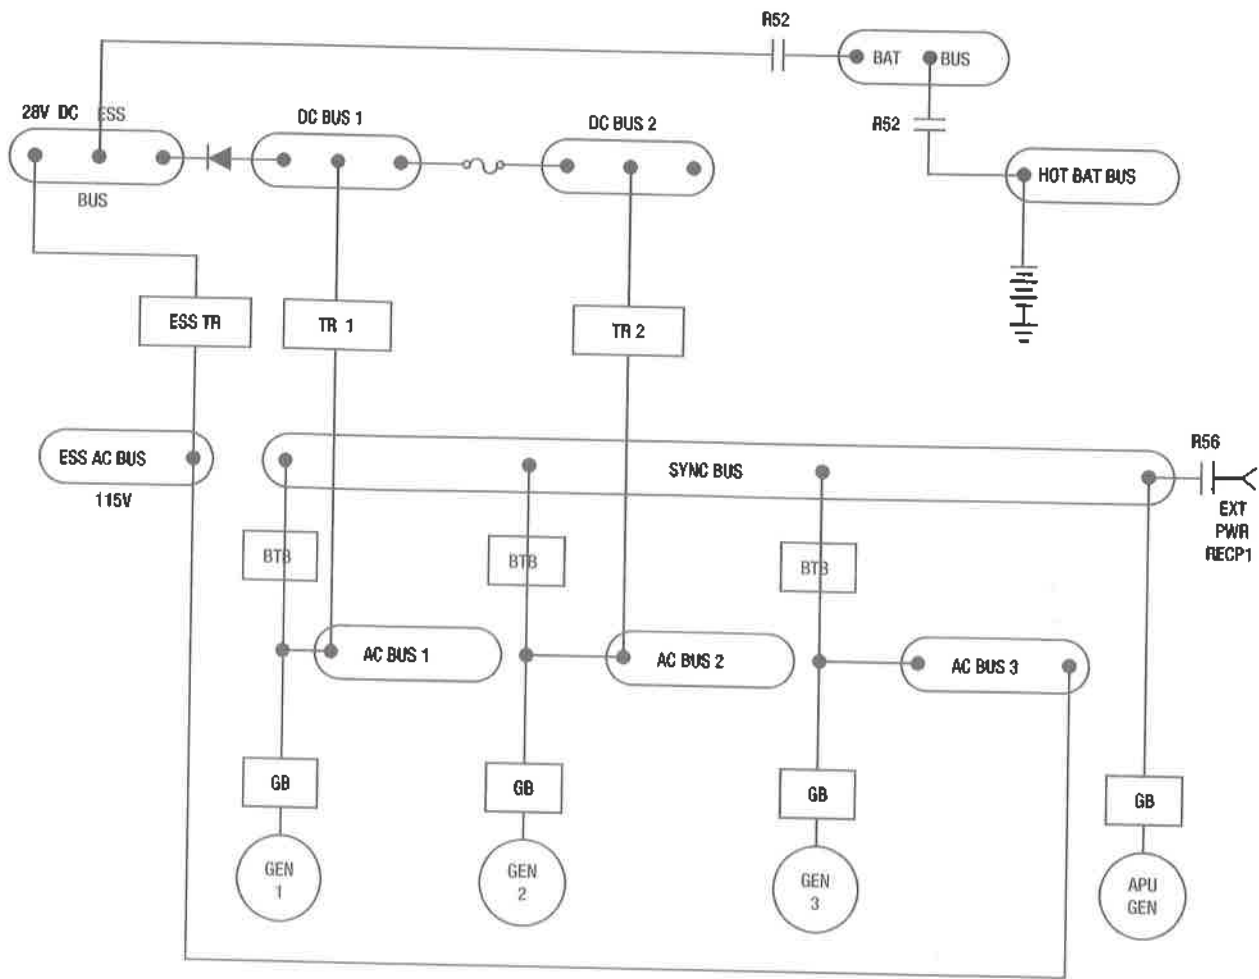 R52
BAT BUS
28V DC ESS
BUS
DC BUS 1
DC BUS 2
R52
HOT BAT BUS
ESS TR
TR 1
TR 2
ESS AC BUS
115V
SYNC BUS
R56
EXT
PWR
RECP1
BTB
BTB
BTB
AC BUS 1
AC BUS 2
AC BUS 3
GB
GB
GB
GB
GEN
1
GEN
2
GEN
3
APU
GEN